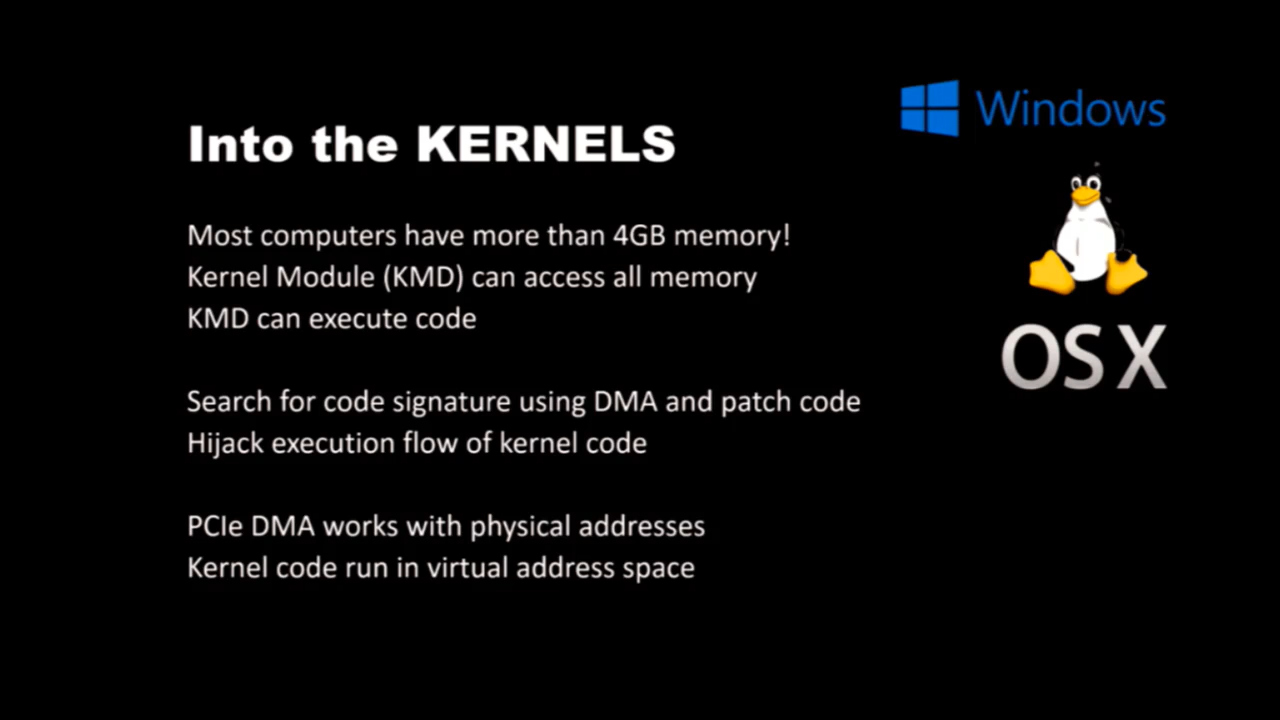 Into the KERNELS
Windows
Most computers have more than 4GB memory!
Kernel Module (KMD) can access all memory
KMD can execute code
OS X
Search for code signature using DMA and patch code
Hijack execution flow of kernel code
PCIe DMA works with physical addresses
Kernel code run in virtual address space